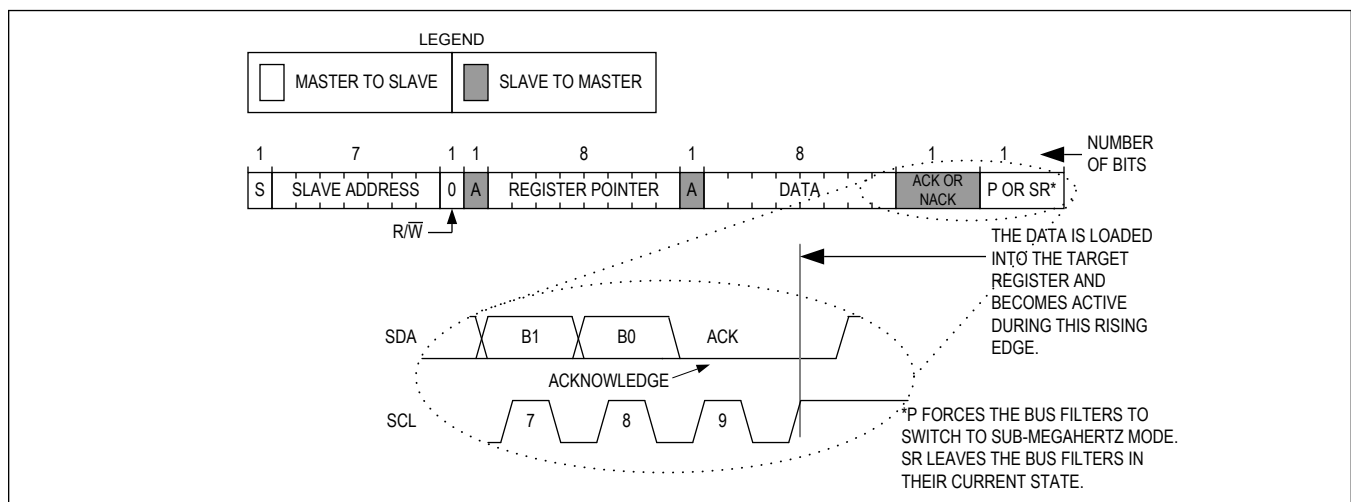 LEGEND
MASTER TO SLAVE
SLAVE TO MASTER
1 7 1 1 8 1 8 1 1
NUMBER
OF BITS
S SLAVE ADDRESS 0 A REGISTER POINTER A DATA ACK OR
NACK P OR SR*
R/W̅
THE DATA IS LOADED
INTO THE TARGET
REGISTER AND
BECOMES ACTIVE
DURING THIS RISING
EDGE.
SDA B1 B0 ACK
ACKNOWLEDGE
SCL 7 8 9
*P FORCES THE BUS FILTERS TO
SWITCH TO SUB-MEGAHERTZ MODE.
SR LEAVES THE BUS FILTERS IN
THEIR CURRENT STATE.